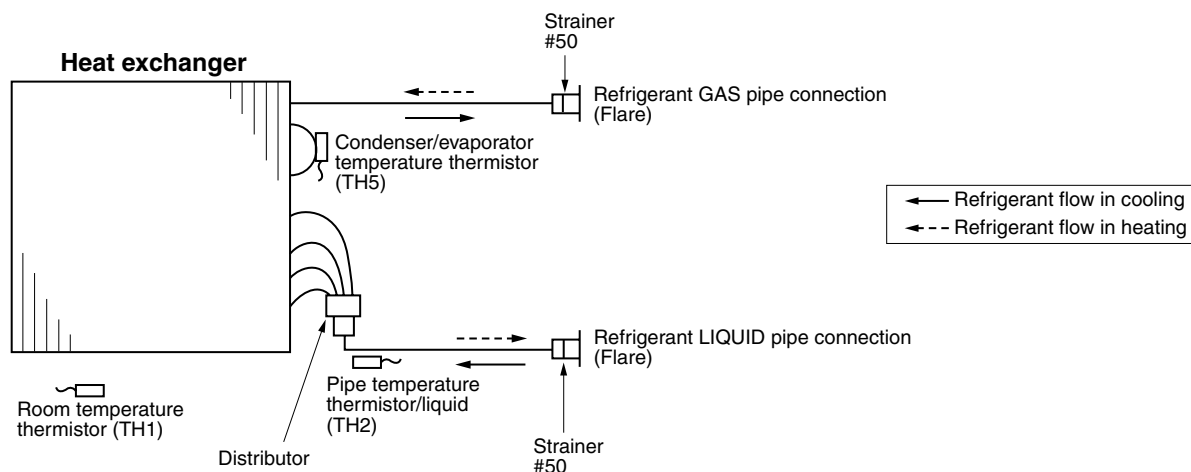 Strainer
#50
Heat exchanger
Refrigerant GAS pipe connection
(Flare)
Condenser/evaporator
temperature thermistor
(TH5)
Refrigerant flow in cooling
Refrigerant flow in heating
Refrigerant LIQUID pipe connection
(Flare)
Pipe temperature
thermistor/liquid
(TH2)
Room temperature
thermistor (TH1)
Distributor
Strainer
#50